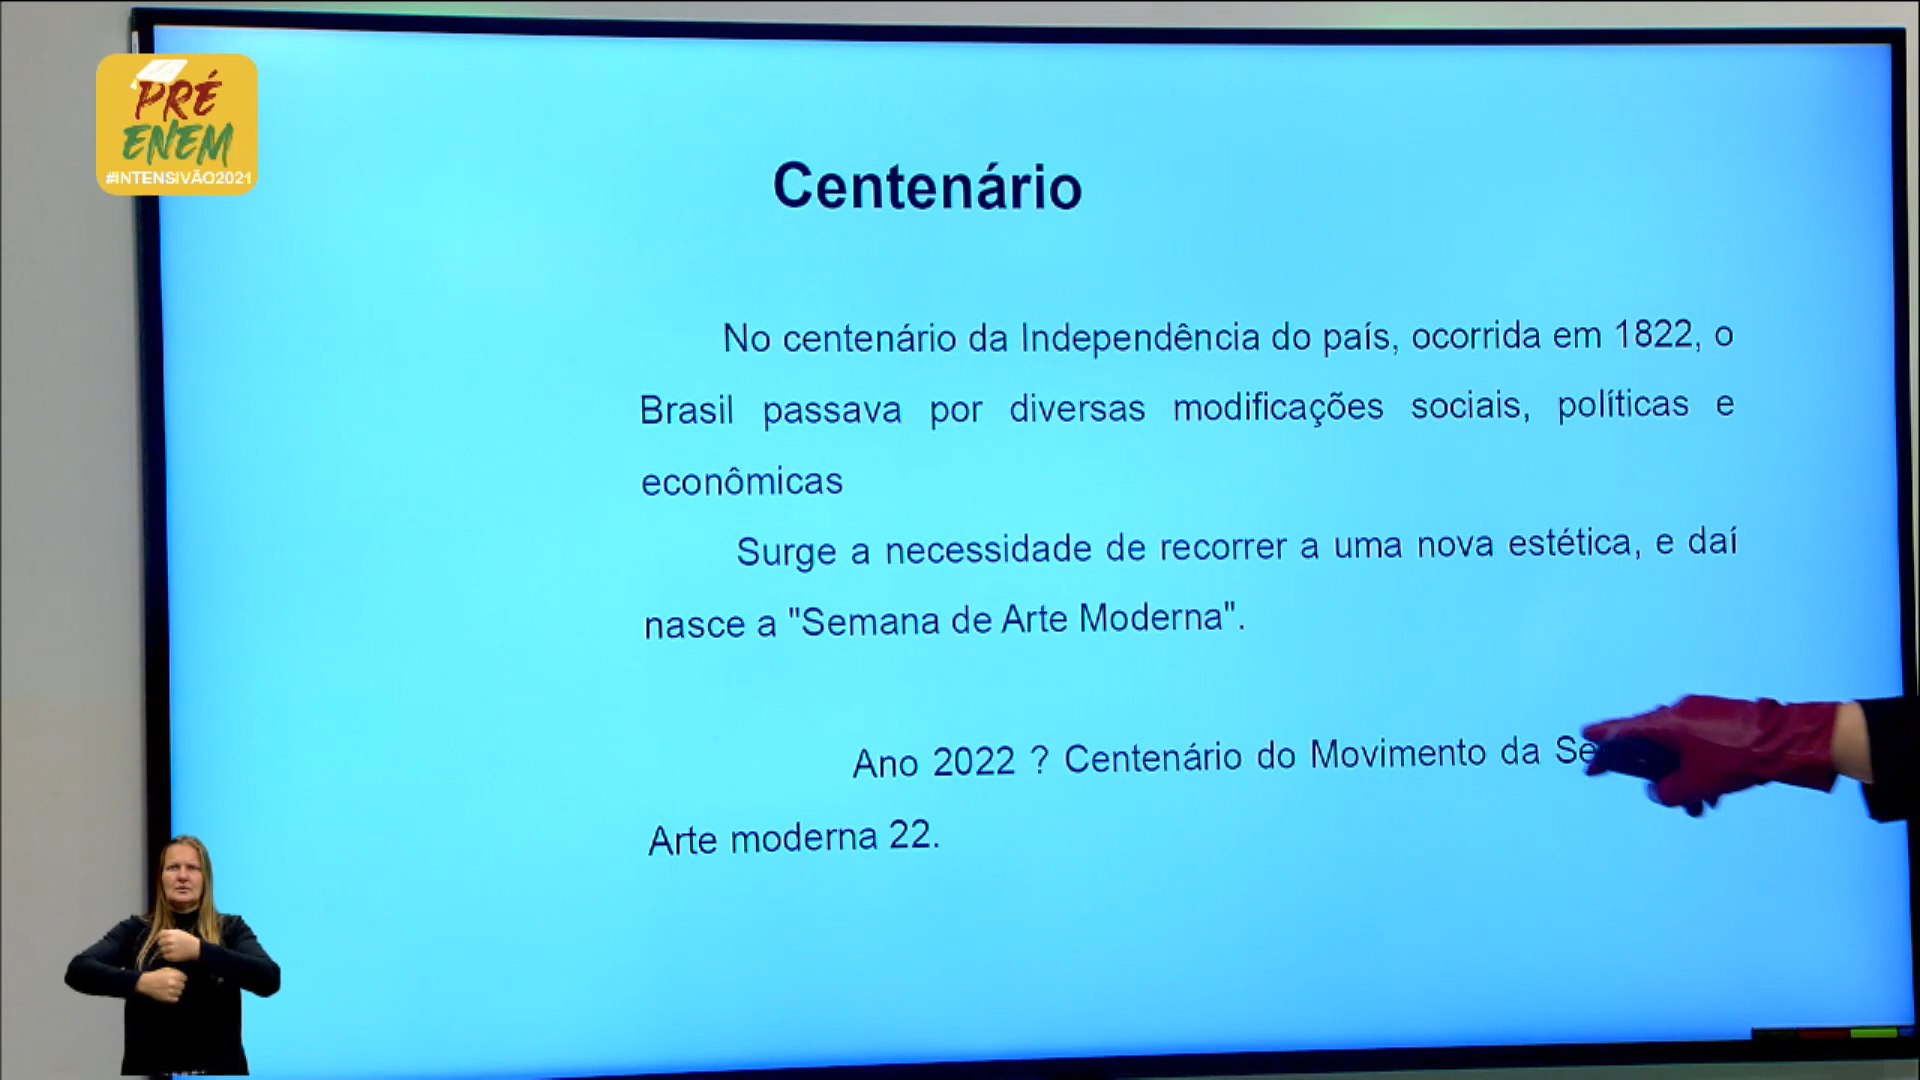 PRÉ
ENEM
#INTENSIVÃO2021
Centenário
No centenário da Independência do país, ocorrida em 1822, o
Brasil passava por diversas modificações sociais, políticas e
econômicas
Surge a necessidade de recorrer a uma nova estética, e daí
nasce a "Semana de Arte Moderna".
Ano 2022 ? Centenário do Movimento da
Arte moderna 22.